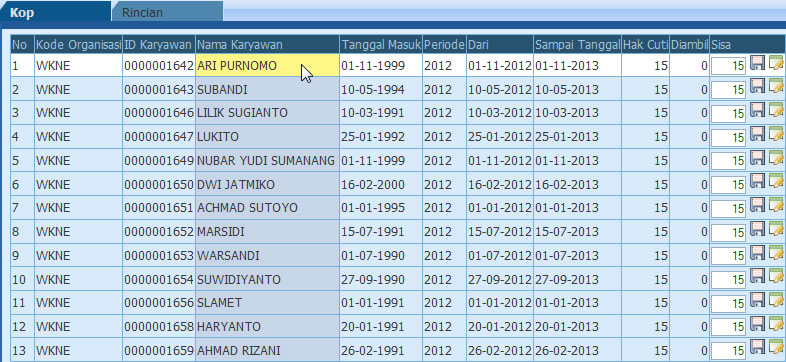 Kop Rincian
No Kode Organisasi ID Karyawan Nama Karyawan Tanggal Masuk Periode Dari Sampai Tanggal Hak Cuti Diambil Sisa
1 WKNE 0000001642 ARI PURNOMO 01-11-1999 2012 01-11-2012 01-11-2013 15 0 15
2 WKNE 0000001643 SUBANDI 10-05-1994 2012 10-05-2012 10-05-2013 15 0 15
3 WKNE 0000001646 LILIK SUGIANTO 10-03-1991 2012 10-03-2012 10-03-2013 15 0 15
4 WKNE 0000001647 LUKITO 25-01-1992 2012 25-01-2012 25-01-2013 15 0 15
5 WKNE 0000001649 NUBAR YUDI SUMANANG 01-11-1999 2012 01-11-2012 01-11-2013 15 0 15
6 WKNE 0000001650 DWI JATMIKO 16-02-2000 2012 16-02-2012 16-02-2013 15 0 15
7 WKNE 0000001651 ACHMAD SUTOYO 01-01-1995 2012 01-01-2012 01-01-2013 15 0 15
8 WKNE 0000001652 MARSIDI 15-07-1991 2012 15-07-2012 15-07-2013 15 0 15
9 WKNE 0000001653 WARSANDI 01-07-1990 2012 01-07-2012 01-07-2013 15 0 15
10 WKNE 0000001654 SUWIDIYANTO 27-09-1990 2012 27-09-2012 27-09-2013 15 0 15
11 WKNE 0000001656 SLAMET 01-01-1991 2012 01-01-2012 01-01-2013 15 0 15
12 WKNE 0000001658 HARYANTO 20-01-1991 2012 20-01-2012 20-01-2013 15 0 15
13 WKNE 0000001659 AHMAD RIZANI 26-02-1991 2012 26-02-2012 26-02-2013 15 0 15